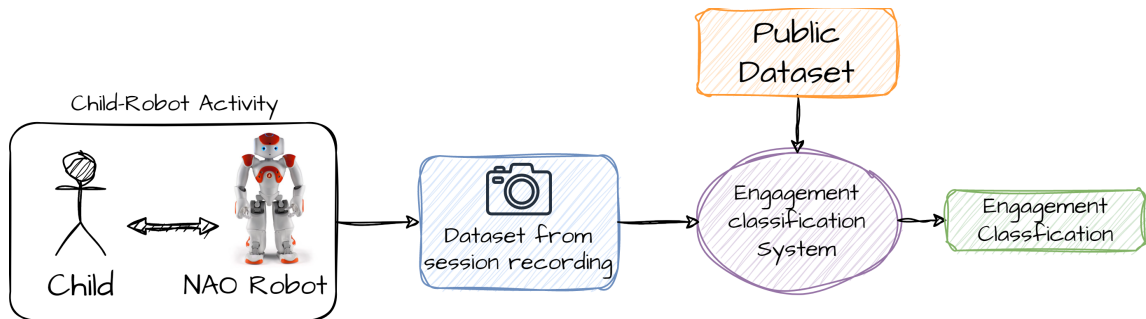 Child-Robot Activity
Child
NAO Robot
Dataset from
session recording
Public
Dataset
Engagement
classification
System
Engagement
Classfication